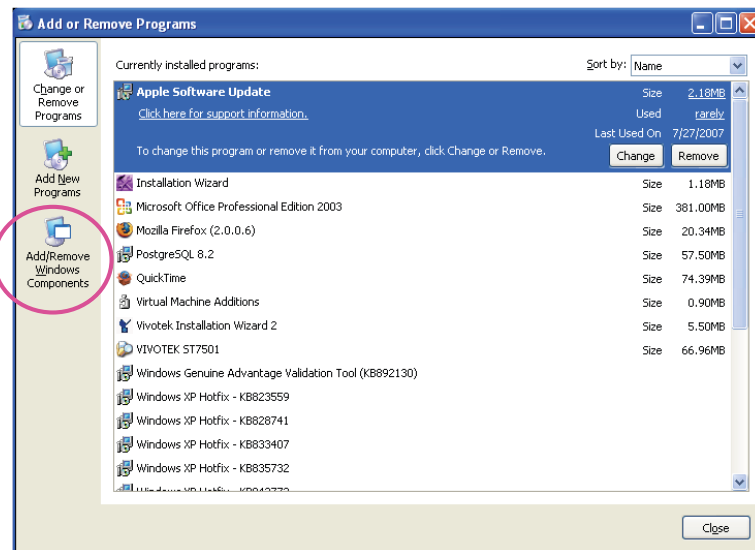 Add or Remove Programs
Change or
Remove
Programs
Add New
Programs
Add/Remove
Windows
Components
Currently installed programs:
Sort by: Name
Apple Software Update Size 2.18MB
Click here for support information. Used rarely
Last Used On 7/27/2007
To change this program or remove it from your computer, click Change or Remove. Change Remove
Installation Wizard Size 1.18MB
Microsoft Office Professional Edition 2003 Size 381.00MB
Mozilla Firefox (2.0.0.6) Size 20.34MB
PostgreSQL 8.2 Size 57.50MB
QuickTime Size 74.39MB
Virtual Machine Additions Size 0.90MB
Vivotek Installation Wizard 2 Size 5.50MB
VIVOTEK ST7501 Size 66.96MB
Windows Genuine Advantage Validation Tool (KB892130)
Windows XP Hotfix - KB823559
Windows XP Hotfix - KB828741
Windows XP Hotfix - KB833407
Windows XP Hotfix - KB835732
Close